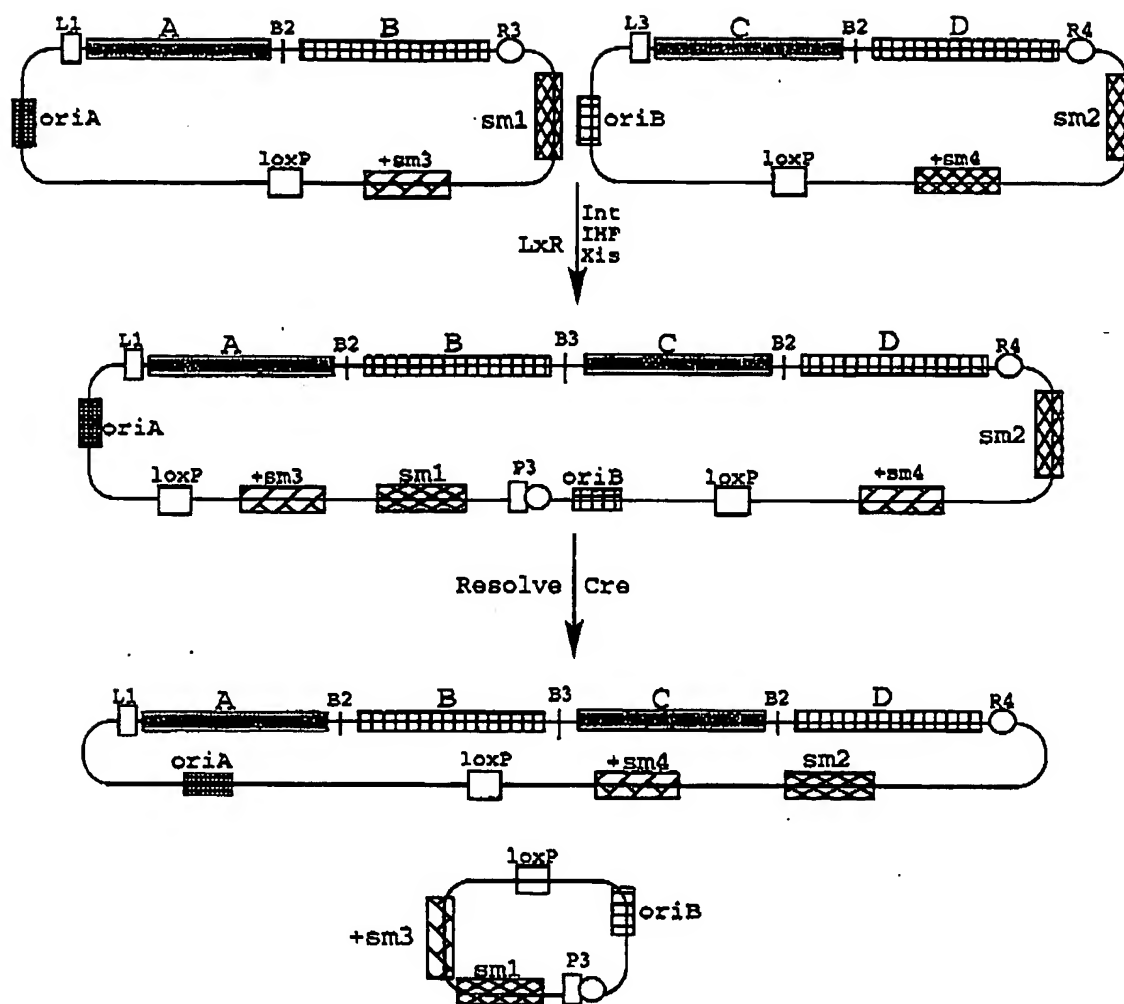 L1 A B2 B R3 L3 C B2 D R4
oriA sm1 oriB sm2
loxP +sm3 loxP +sm4
LxR Int
IHF
Xis
L1 A B2 B B3 C B2 D R4
oriA sm2
loxP +sm3 sm1 P3 oriB loxP +sm4
Resolve Cre
L1 A B2 B B3 C B2 D R4
oriA loxP +sm4 sm2
loxP
+sm3 oriB
sm1 P3